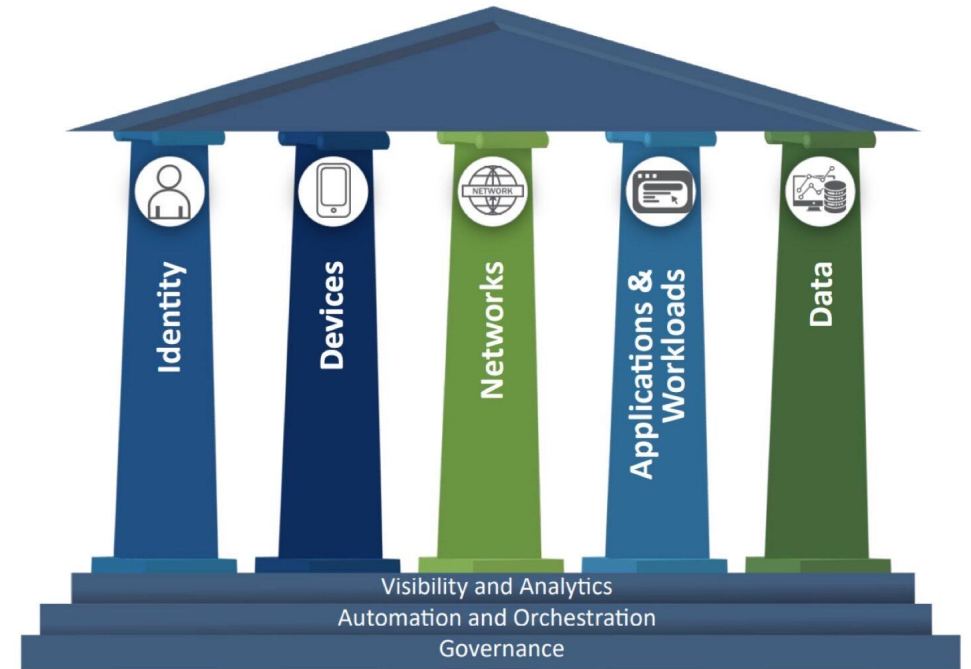 Identity
Devices
NETWORK
Networks
Applications &
Workloads
Data
Visibility and Analytics
Automation and Orchestration
Governance